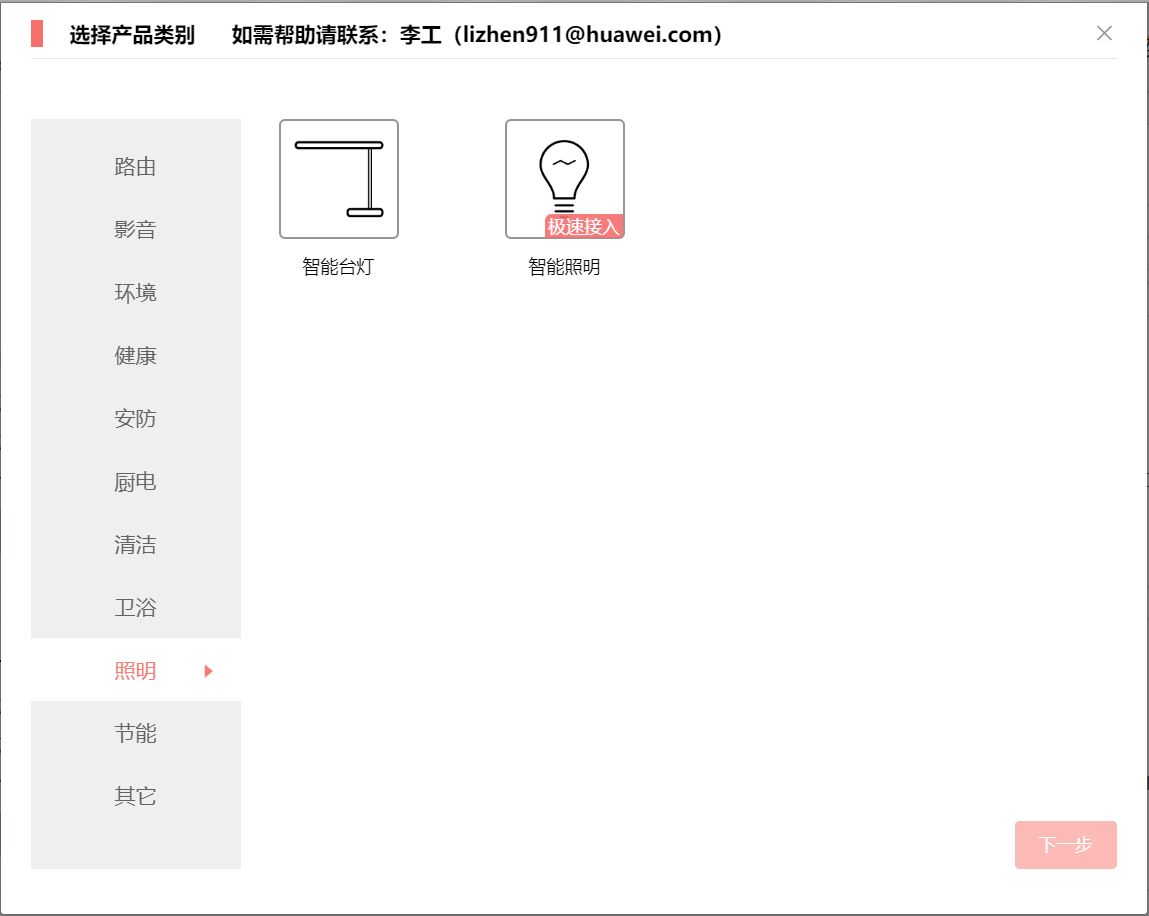 选择产品类别 如需帮助请联系：李工（lizhen911@huawei.com）
路由
影音
环境
健康
安防
厨电
清洁
卫浴
照明
节能
其它
极速接入
智能台灯 智能照明
下一步